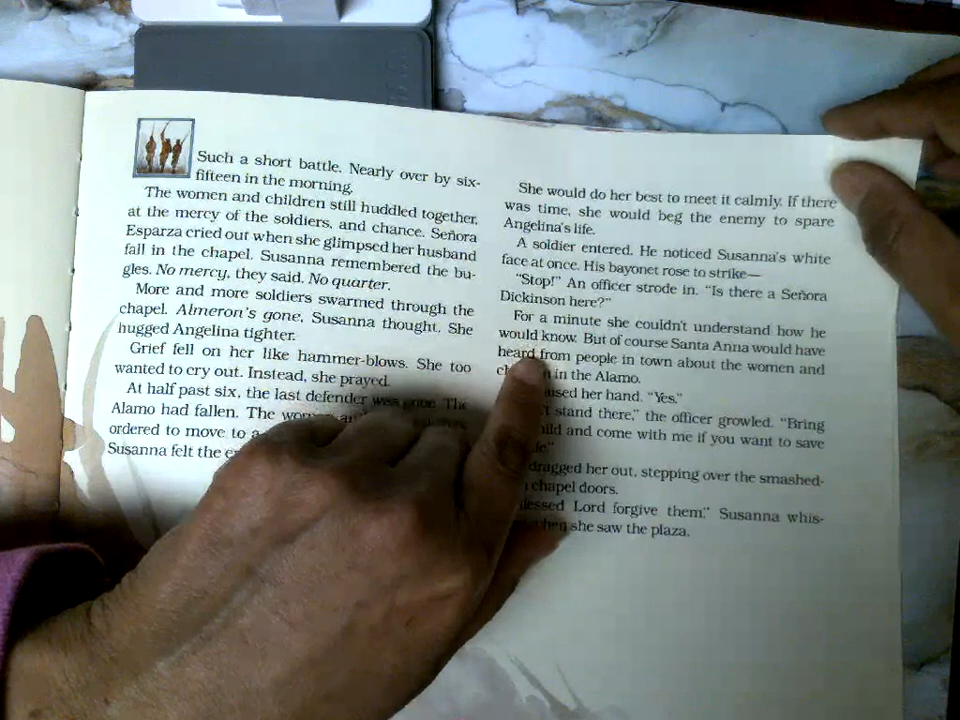 Such a short battle. Nearly over by six-
fifteen in the morning.
The women and children still huddled together,
at the mercy of the soldiers, and chance. Señora
Esparza cried out when she glimpsed her husband
fall in the chapel. Susanna remembered the bu-
gles. No mercy, they said. No quarter.
More and more soldiers swarmed through the
chapel. Almeron's gone, Susanna thought. She
hugged Angelina tighter.
Grief fell on her like hammer-blows. She too
wanted to cry out. Instead, she prayed.
At half past six, the last defender was gone. The
Alamo had fallen. The
ordered to move to
Susanna felt the
She would do her best to meet it calmly. If there
was time, she would beg the enemy to spare
Angelina's life.
A soldier entered. He noticed Susanna's white
face at once. His bayonet rose to strike—
"Stop!" An officer strode in. "Is there a Señora
Dickinson here?"
For a minute she couldn't understand how he
would know. But of course Santa Anna would have
heard from people in town about the women and
in the Alamo.
her hand. "Yes."
stand there," the officer growled. "Bring
and come with me if you want to save
dragged her out, stepping over the smashed-
chapel doors.
Lord forgive them." Susanna whis-
she saw the plaza.